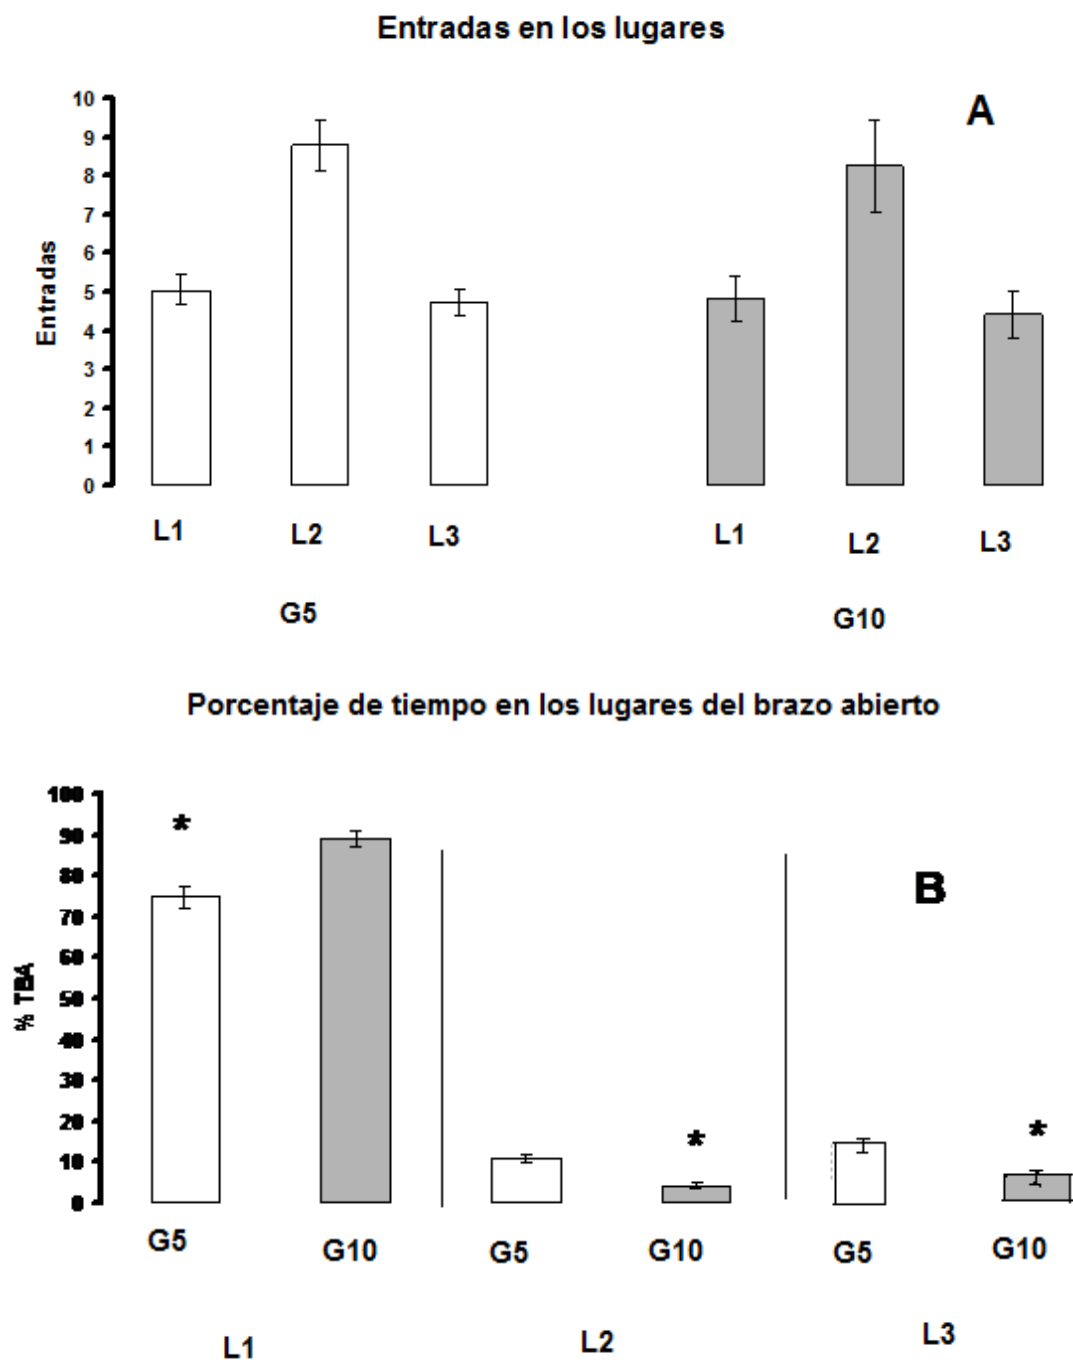 Entradas en los lugares
A
10
9
8
7
6
5
4
3
2
1
0
Entradas
L1 L2 L3 L1 L2 L3
G5 G10
Porcentaje de tiempo en los lugares del brazo abierto
B
100
90
80
70
60
50
40
30
20
10
0
% TBA
* * *
G5 G10 G5 G10 G5 G10
L1 L2 L3